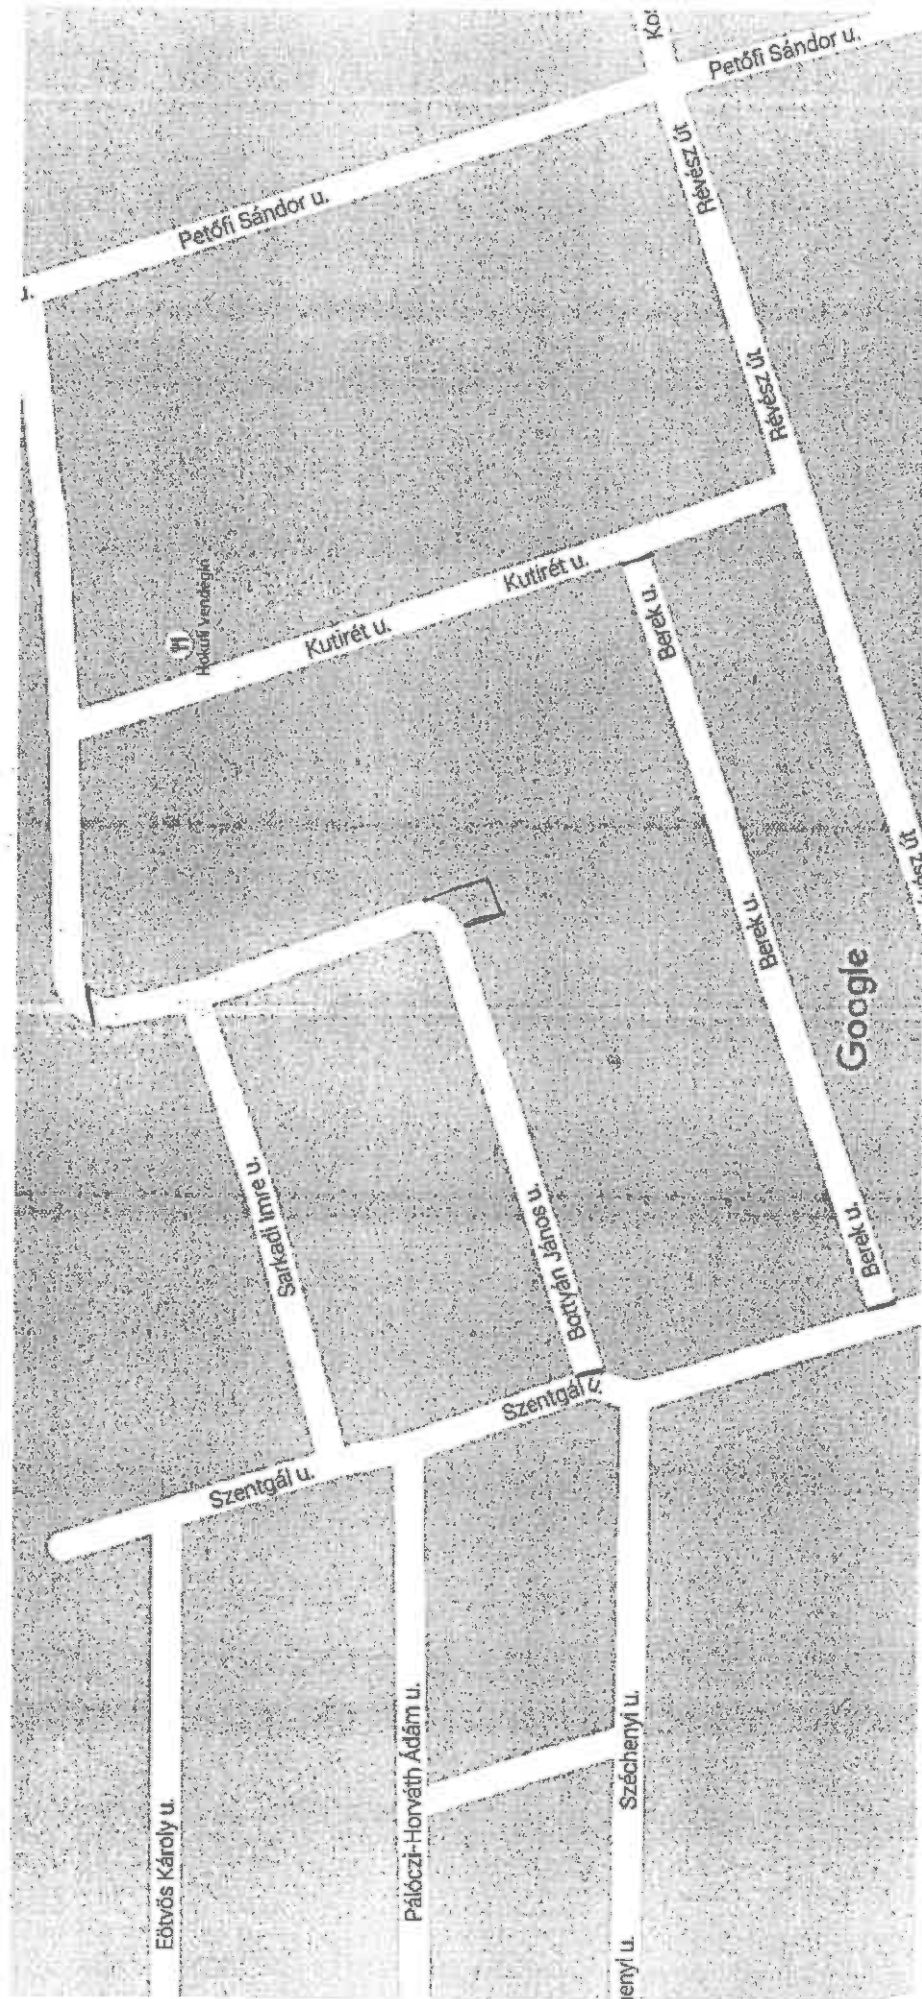 Petőfi Sándor u.
Petőfi Sándor u.
Révész út
Révész út
Kutirét u.
Kutirét u.
Berek u.
Berek u.
Berek u.
Google
Sarkadi Imre u.
Bottyán János u.
Szentgál u.
Szentgál u.
Eötvös Károly u.
Pálóczi-Horváth Ádám u.
Széchenyi u.